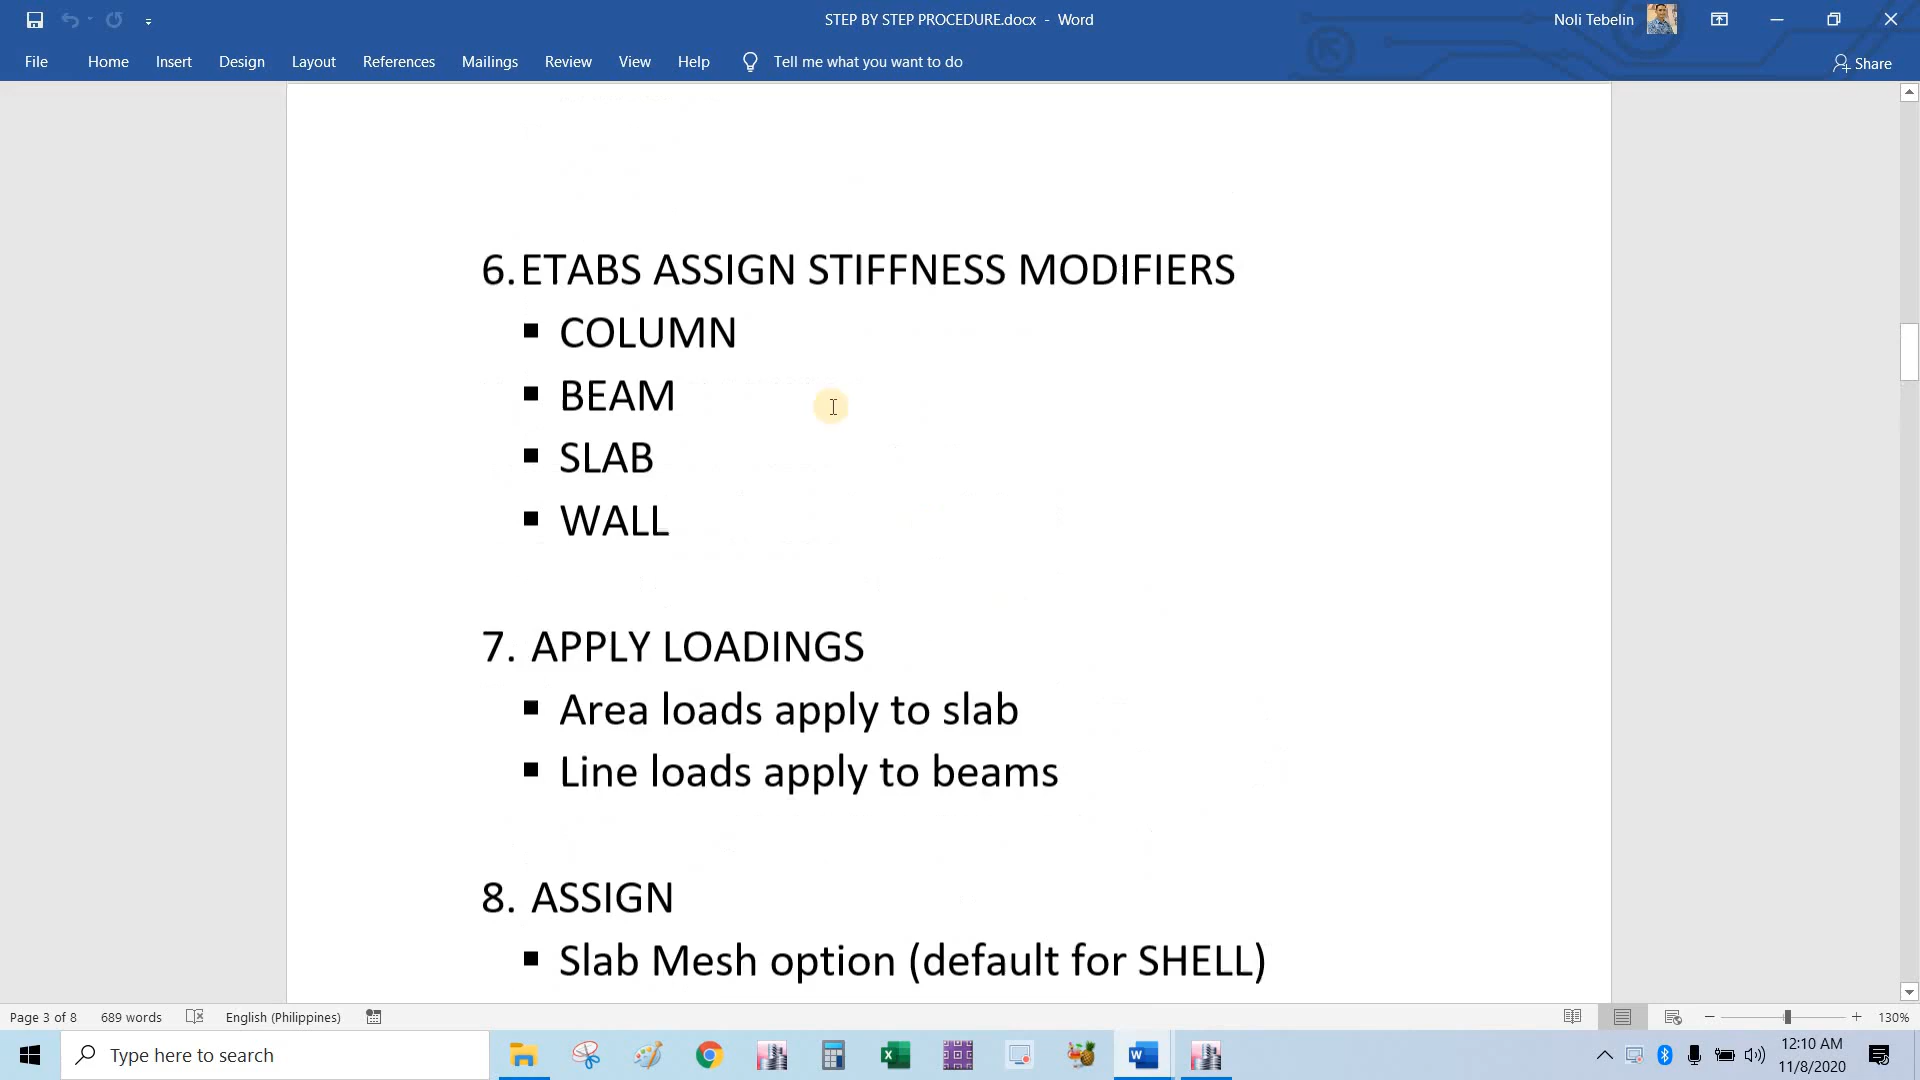 STEP BY STEP PROCEDURE.docx - Word
Noli Tebelin
File Home Insert Design Layout References Mailings Review View Help Tell me what you want to do
Share
6. ETABS ASSIGN STIFFNESS MODIFIERS
▪ COLUMN
▪ BEAM
▪ SLAB
▪ WALL
7. APPLY LOADINGS
▪ Area loads apply to slab
▪ Line loads apply to beams
8. ASSIGN
▪ Slab Mesh option (default for SHELL)
Page 3 of 8 689 words English (Philippines) 130%
Type here to search
12:10 AM
11/8/2020